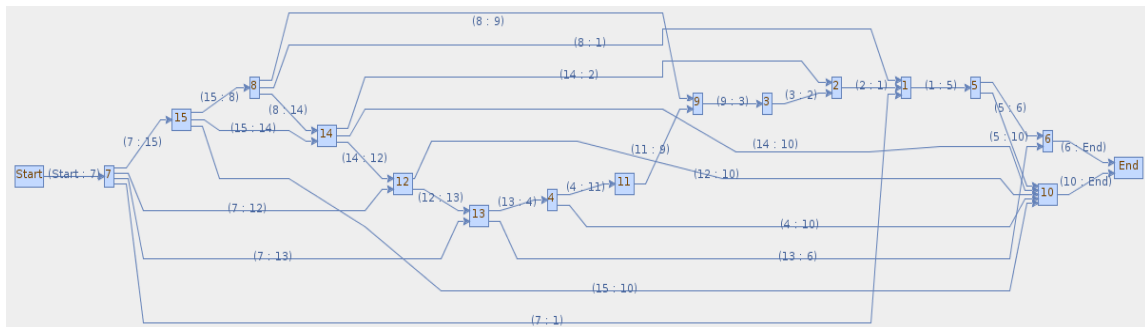 (8 : 9)
(8 : 1)
(14 : 2)
8
2
(2 : 1)
1
(1 : 5)
5
(15 : 8)
9
(9 : 3)
3
(3 : 2)
(5 : 6)
(8 : 14)
15
(15 : 14)
14
(5 : 10)
6
(7 : 15)
(11 : 9)
(14 : 10)
(6 : End)
(14 : 12)
End
Start
(Start : 7)
7
12
(12 : 10)
(10 : End)
(4 : 11)
11
10
(12 : 13)
(13 : 4)
4
(7 : 12)
13
(4 : 10)
(7 : 13)
(13 : 6)
(15 : 10)
(7 : 1)